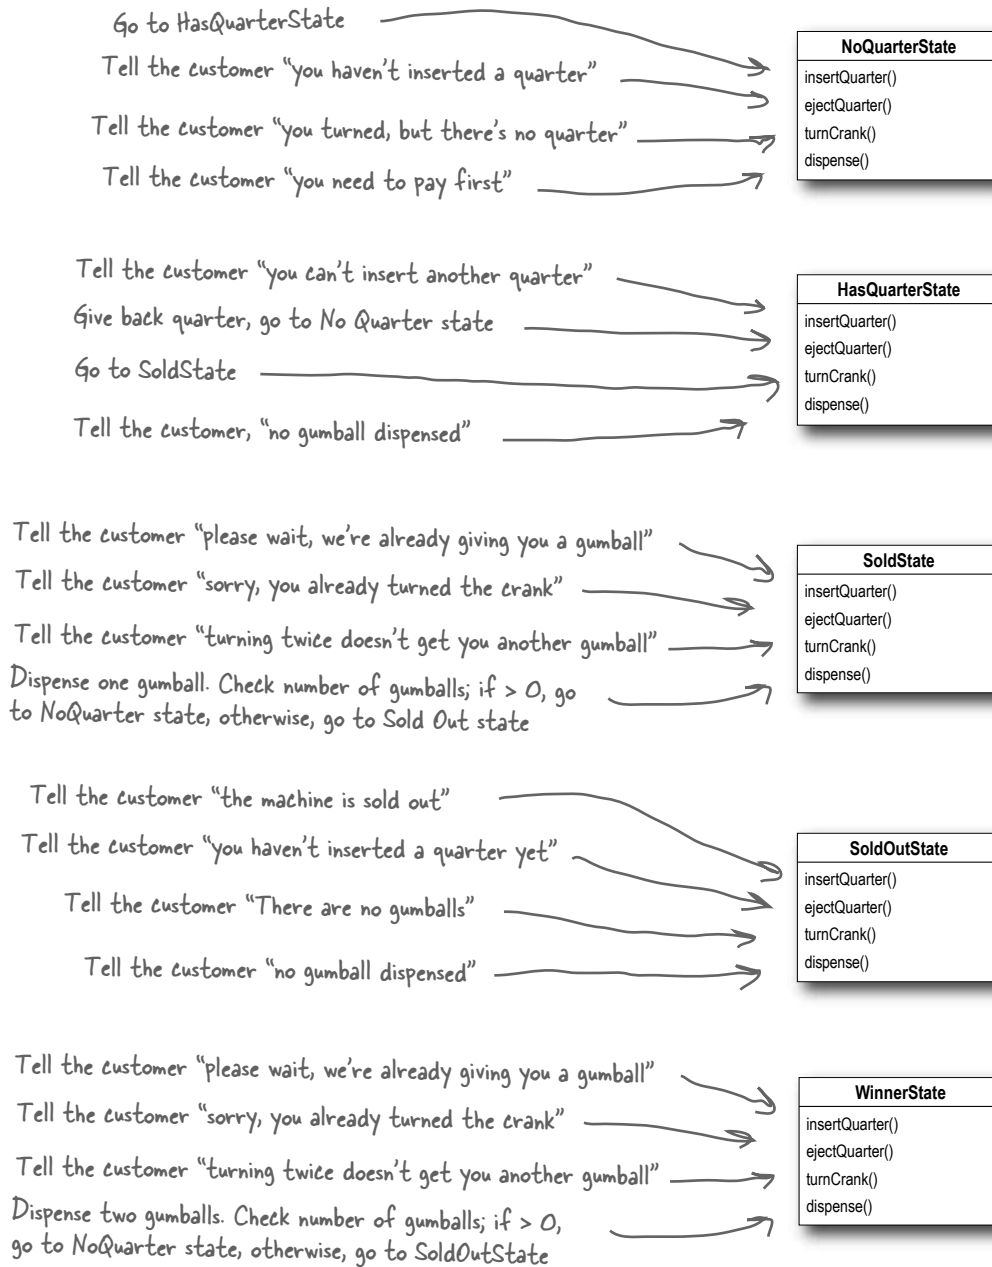 Go to HasQuarterState
Tell the customer “you haven’t inserted a quarter”
Tell the customer “you turned, but there’s no quarter”
Tell the customer “you need to pay first”
NoQuarterState
insertQuarter()
ejectQuarter()
turnCrank()
dispense()
Tell the customer “you can’t insert another quarter”
Give back quarter, go to No Quarter state
Go to SoldState
Tell the customer, “no gumball dispensed”
HasQuarterState
insertQuarter()
ejectQuarter()
turnCrank()
dispense()
Tell the customer “please wait, we’re already giving you a gumball”
Tell the customer “sorry, you already turned the crank”
Tell the customer “turning twice doesn’t get you another gumball”
Dispense one gumball. Check number of gumballs; if > 0, go
to NoQuarter state, otherwise, go to Sold Out state
SoldState
insertQuarter()
ejectQuarter()
turnCrank()
dispense()
Tell the customer “the machine is sold out”
Tell the customer “you haven’t inserted a quarter yet”
Tell the customer “There are no gumballs”
Tell the customer “no gumball dispensed”
SoldOutState
insertQuarter()
ejectQuarter()
turnCrank()
dispense()
Tell the customer “please wait, we’re already giving you a gumball”
Tell the customer “sorry, you already turned the crank”
Tell the customer “turning twice doesn’t get you another gumball”
Dispense two gumballs. Check number of gumballs; if > 0,
go to NoQuarter state, otherwise, go to SoldOutState
WinnerState
insertQuarter()
ejectQuarter()
turnCrank()
dispense()